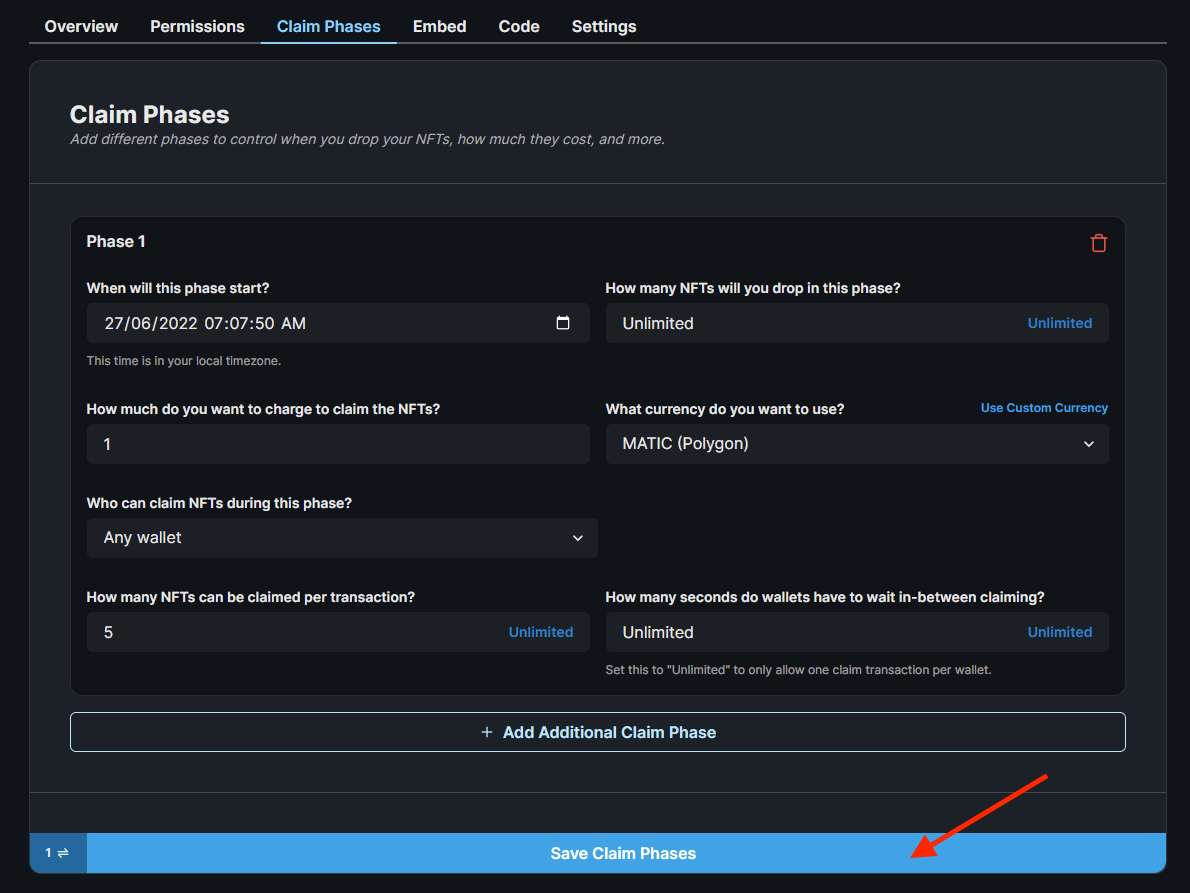 Overview Permissions Claim Phases Embed Code Settings
Claim Phases
Add different phases to control when you drop your NFTs, how much they cost, and more.
Phase 1
When will this phase start?
27/06/2022 07:07:50 AM
This time is in your local timezone.
How many NFTs will you drop in this phase?
Unlimited Unlimited
How much do you want to charge to claim the NFTs?
1
What currency do you want to use? Use Custom Currency
MATIC (Polygon)
Who can claim NFTs during this phase?
Any wallet
How many NFTs can be claimed per transaction?
5 Unlimited
How many seconds do wallets have to wait in-between claiming?
Unlimited Unlimited
Set this to "Unlimited" to only allow one claim transaction per wallet.
+ Add Additional Claim Phase
1 ⇌ Save Claim Phases